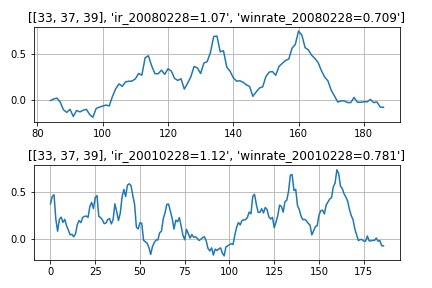 [[33, 37, 39], 'ir_20080228=1.07', 'winrate_20080228=0.709']
0.5
0.0
80 100 120 140 160 180
[[33, 37, 39], 'ir_20010228=1.12', 'winrate_20010228=0.781']
0.5
0.0
0 25 50 75 100 125 150 175